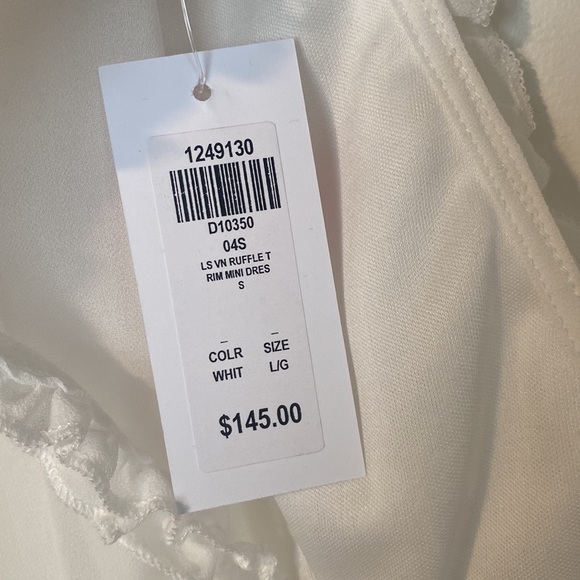 1249130
D10350
04S
LS VN RUFFLE T
RIM MINI DRES
S
– –
COLR SIZE
WHIT L/G
$145.00